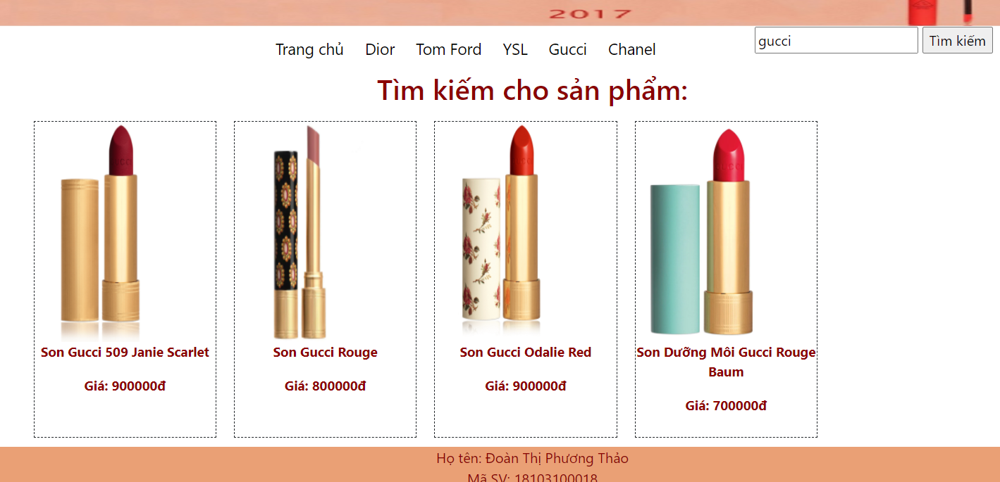 2017
gucci
Tìm kiếm
Trang chủ Dior Tom Ford YSL Gucci Chanel
Tìm kiếm cho sản phẩm:
Son Gucci 509 Janie Scarlet
Giá: 900000đ
Son Gucci Rouge
Giá: 800000đ
Son Gucci Odalie Red
Giá: 900000đ
Son Dưỡng Môi Gucci Rouge
Baum
Giá: 700000đ
Họ tên: Đoàn Thị Phương Thảo
Mã SV: 18103100018